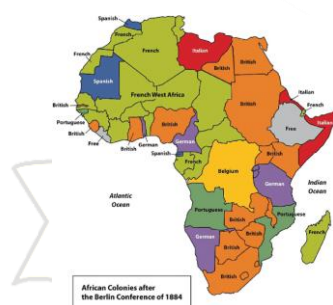 Spanish
French
French
Italian
British
British
Spanish
French West Africa
British
Italian
French
British
Portuguese
British
Free
British
German
British
German
Spanish
French
Free
British
Italian
British
Belgium
British
German
Atlantic
Ocean
Indian
Ocean
Portuguese
British
British
Portuguese
German
British
French
British
African Colonies after
the Berlin Conference of 1884